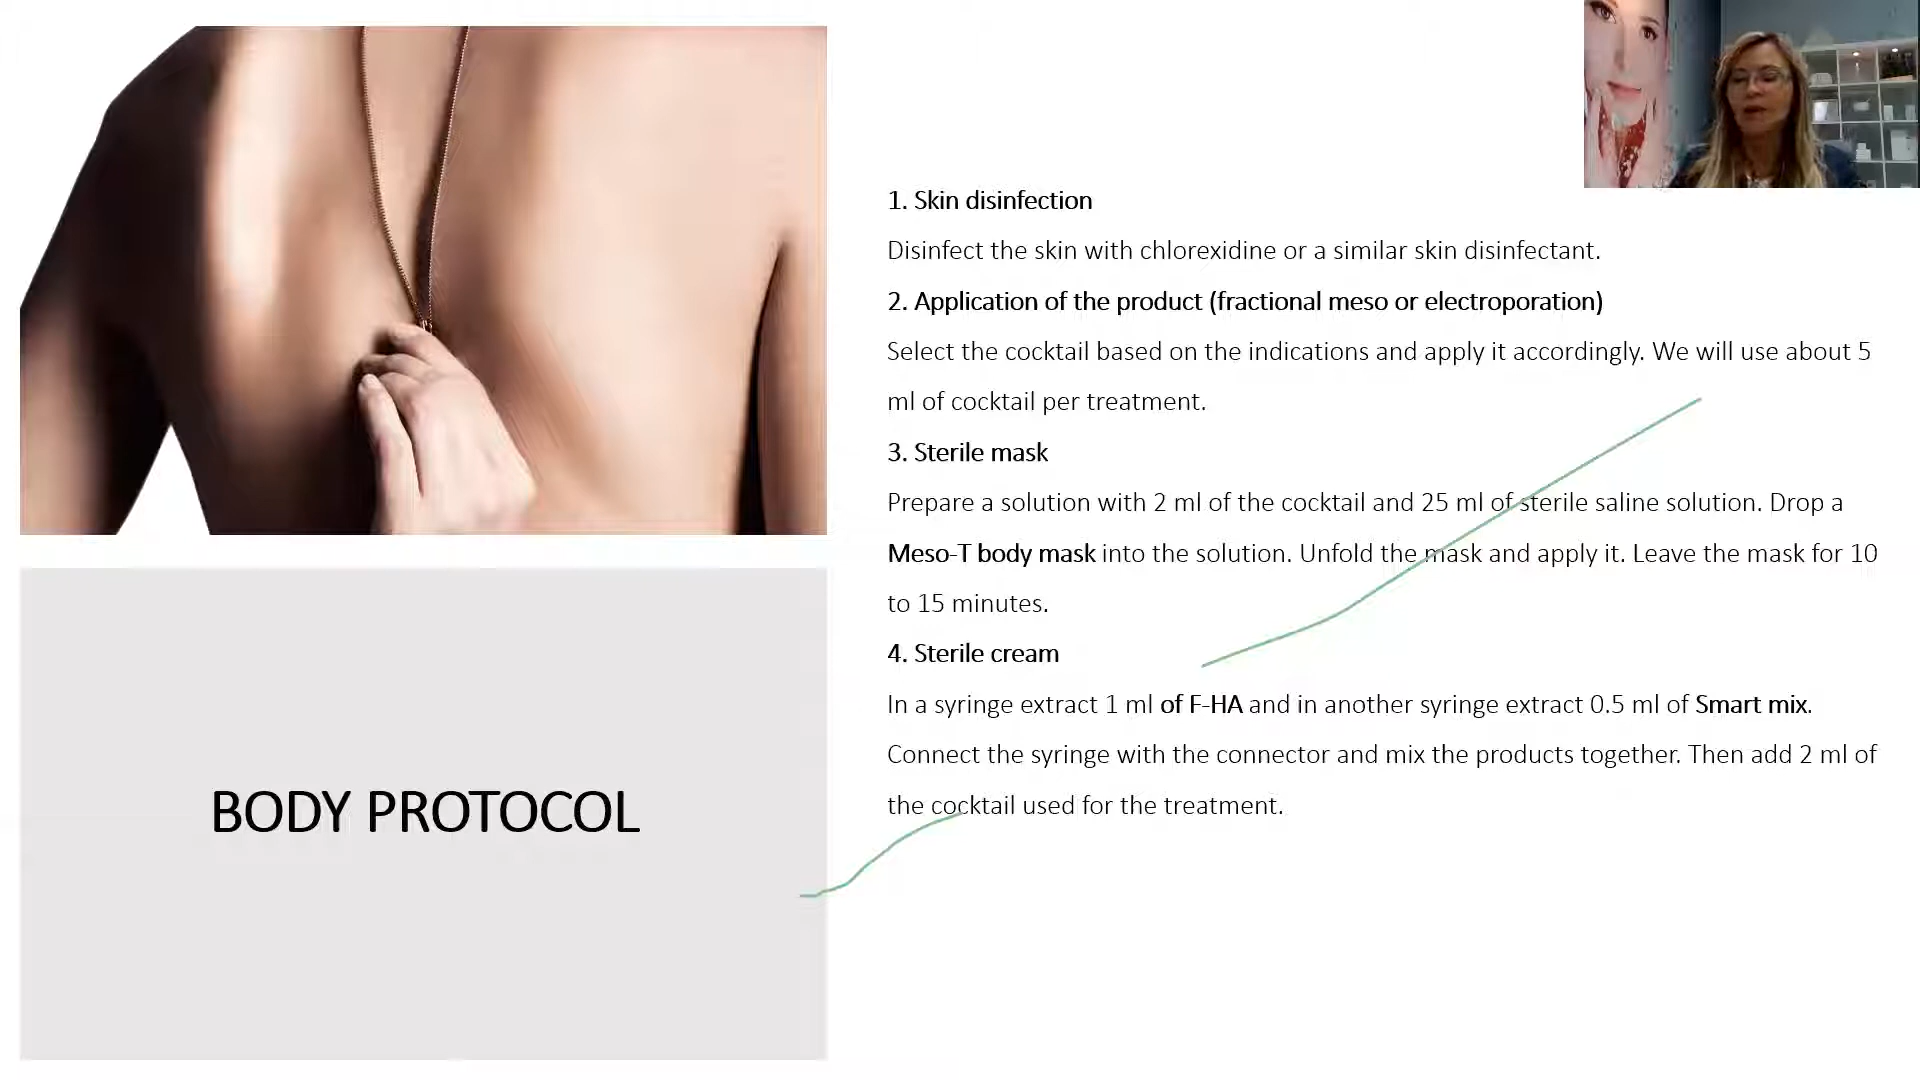 1. Skin disinfection
Disinfect the skin with chlorexidine or a similar skin disinfectant.
2. Application of the product (fractional meso or electroporation)
Select the cocktail based on the indications and apply it accordingly. We will use about 5
ml of cocktail per treatment.
3. Sterile mask
Prepare a solution with 2 ml of the cocktail and 25 ml of sterile saline solution. Drop a
Meso-T body mask into the solution. Unfold the mask and apply it. Leave the mask for 10
to 15 minutes.
4. Sterile cream
In a syringe extract 1 ml of F-HA and in another syringe extract 0.5 ml of Smart mix.
Connect the syringe with the connector and mix the products together. Then add 2 ml of
the cocktail used for the treatment.
BODY PROTOCOL